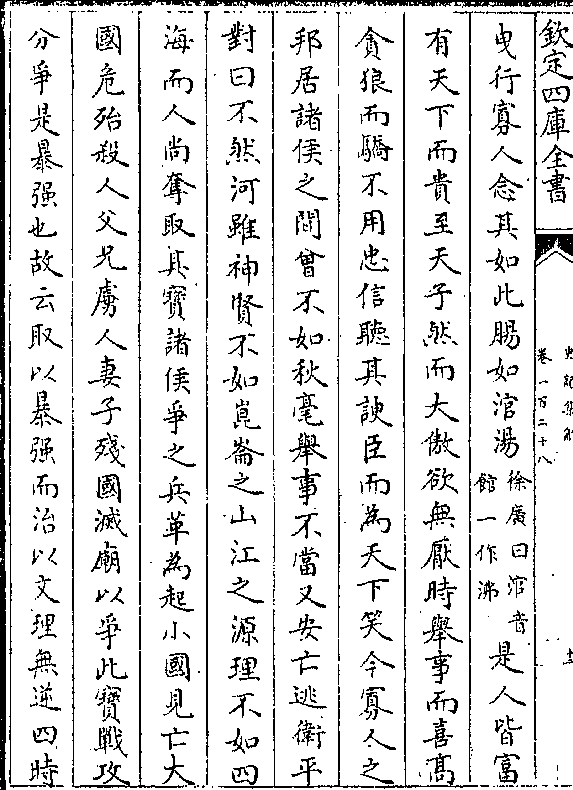 欽定四庫全書
史記集解
卷一百二十八
十三
曵行寡人念其如此腸如涫湯徐廣曰涫音館一作沸是人皆富
有天下而貴至天子然而大傲欲無厭時舉事而喜髙
貪狼而驕不用忠信聽其諛臣而為天下笑今寡人之
邦居諸侯之間曾不如秋毫舉事不當又安亡逃衛平
對曰不然河雖神賢不如崑崙之山江之源理不如四
海而人尚奪取其寶諸侯爭之兵革為起小國見亡大
國危殆殺人父兄虜人妻子殘國滅廟以爭此寶戰攻
分爭是暴强也故云取以暴强而治以文理無逆四時